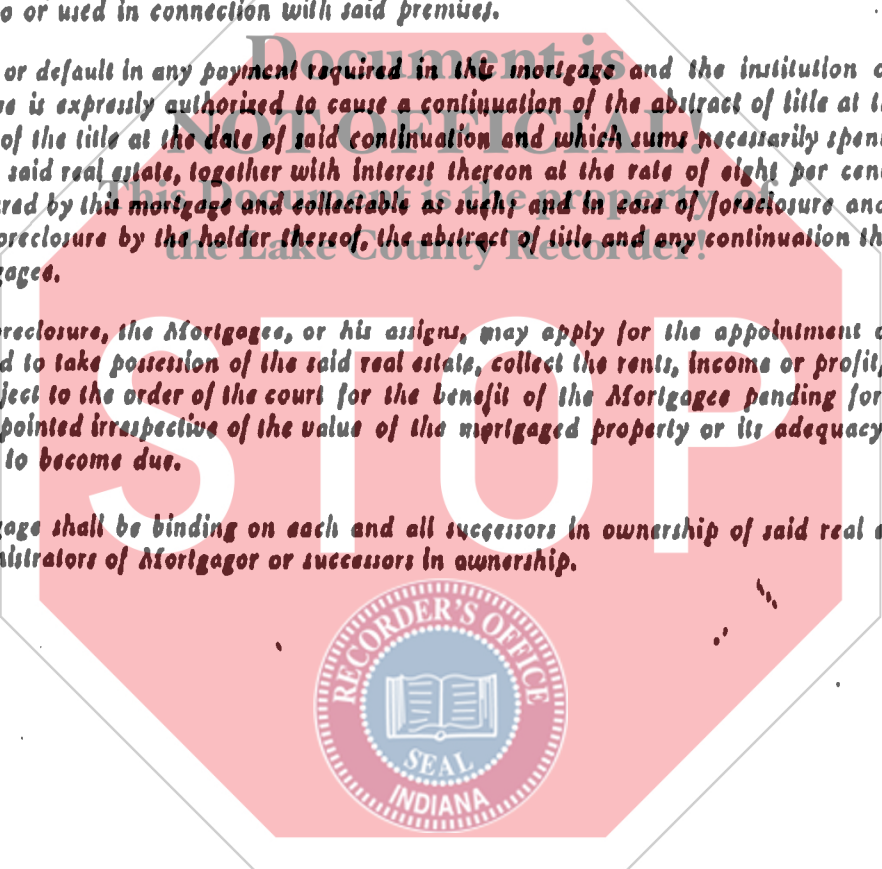 o or used in connection with said premises.
Document is
or default in any payment required in this mortgage and the institution o
e is expressly authorized to cause a continuation of the abstract of title at t
NOT OFFICIAL!
of the title at the date of said continuation and which sums necessarily spent
said real estate, together with interest thereon at the rate of eight per cen
This Document is the property of
red by this mortgage and collectable as such; and in case of foreclosure and
oreclosure by the holder thereof, the abstract of title and any continuation th
the Lake County Recorder!
gagee.
oreclosure, the Mortgagee, or his assigns, may apply for the appointment o
d to take possession of the said real estate, collect the rents, income or profit,
ject to the order of the court for the benefit of the Mortgagee pending for
pointed irrespective of the value of the mortgaged property or its adequacy
to become due.
STOP
gage shall be binding on each and all successors in ownership of said real e
nistrators of Mortgagor or successors in ownership.
RECORDER'S OFFICE
SEAL
INDIANA